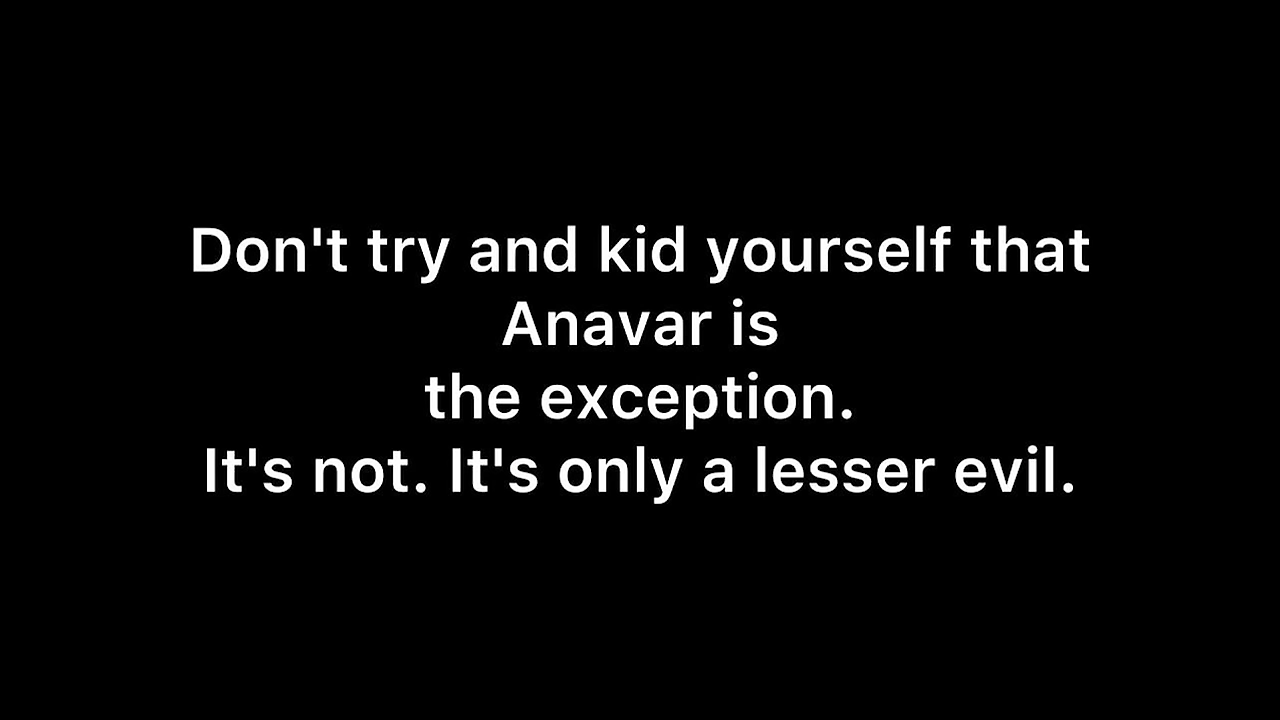 Don't try and kid yourself that
Anavar is
the exception.
It's not. It's only a lesser evil.